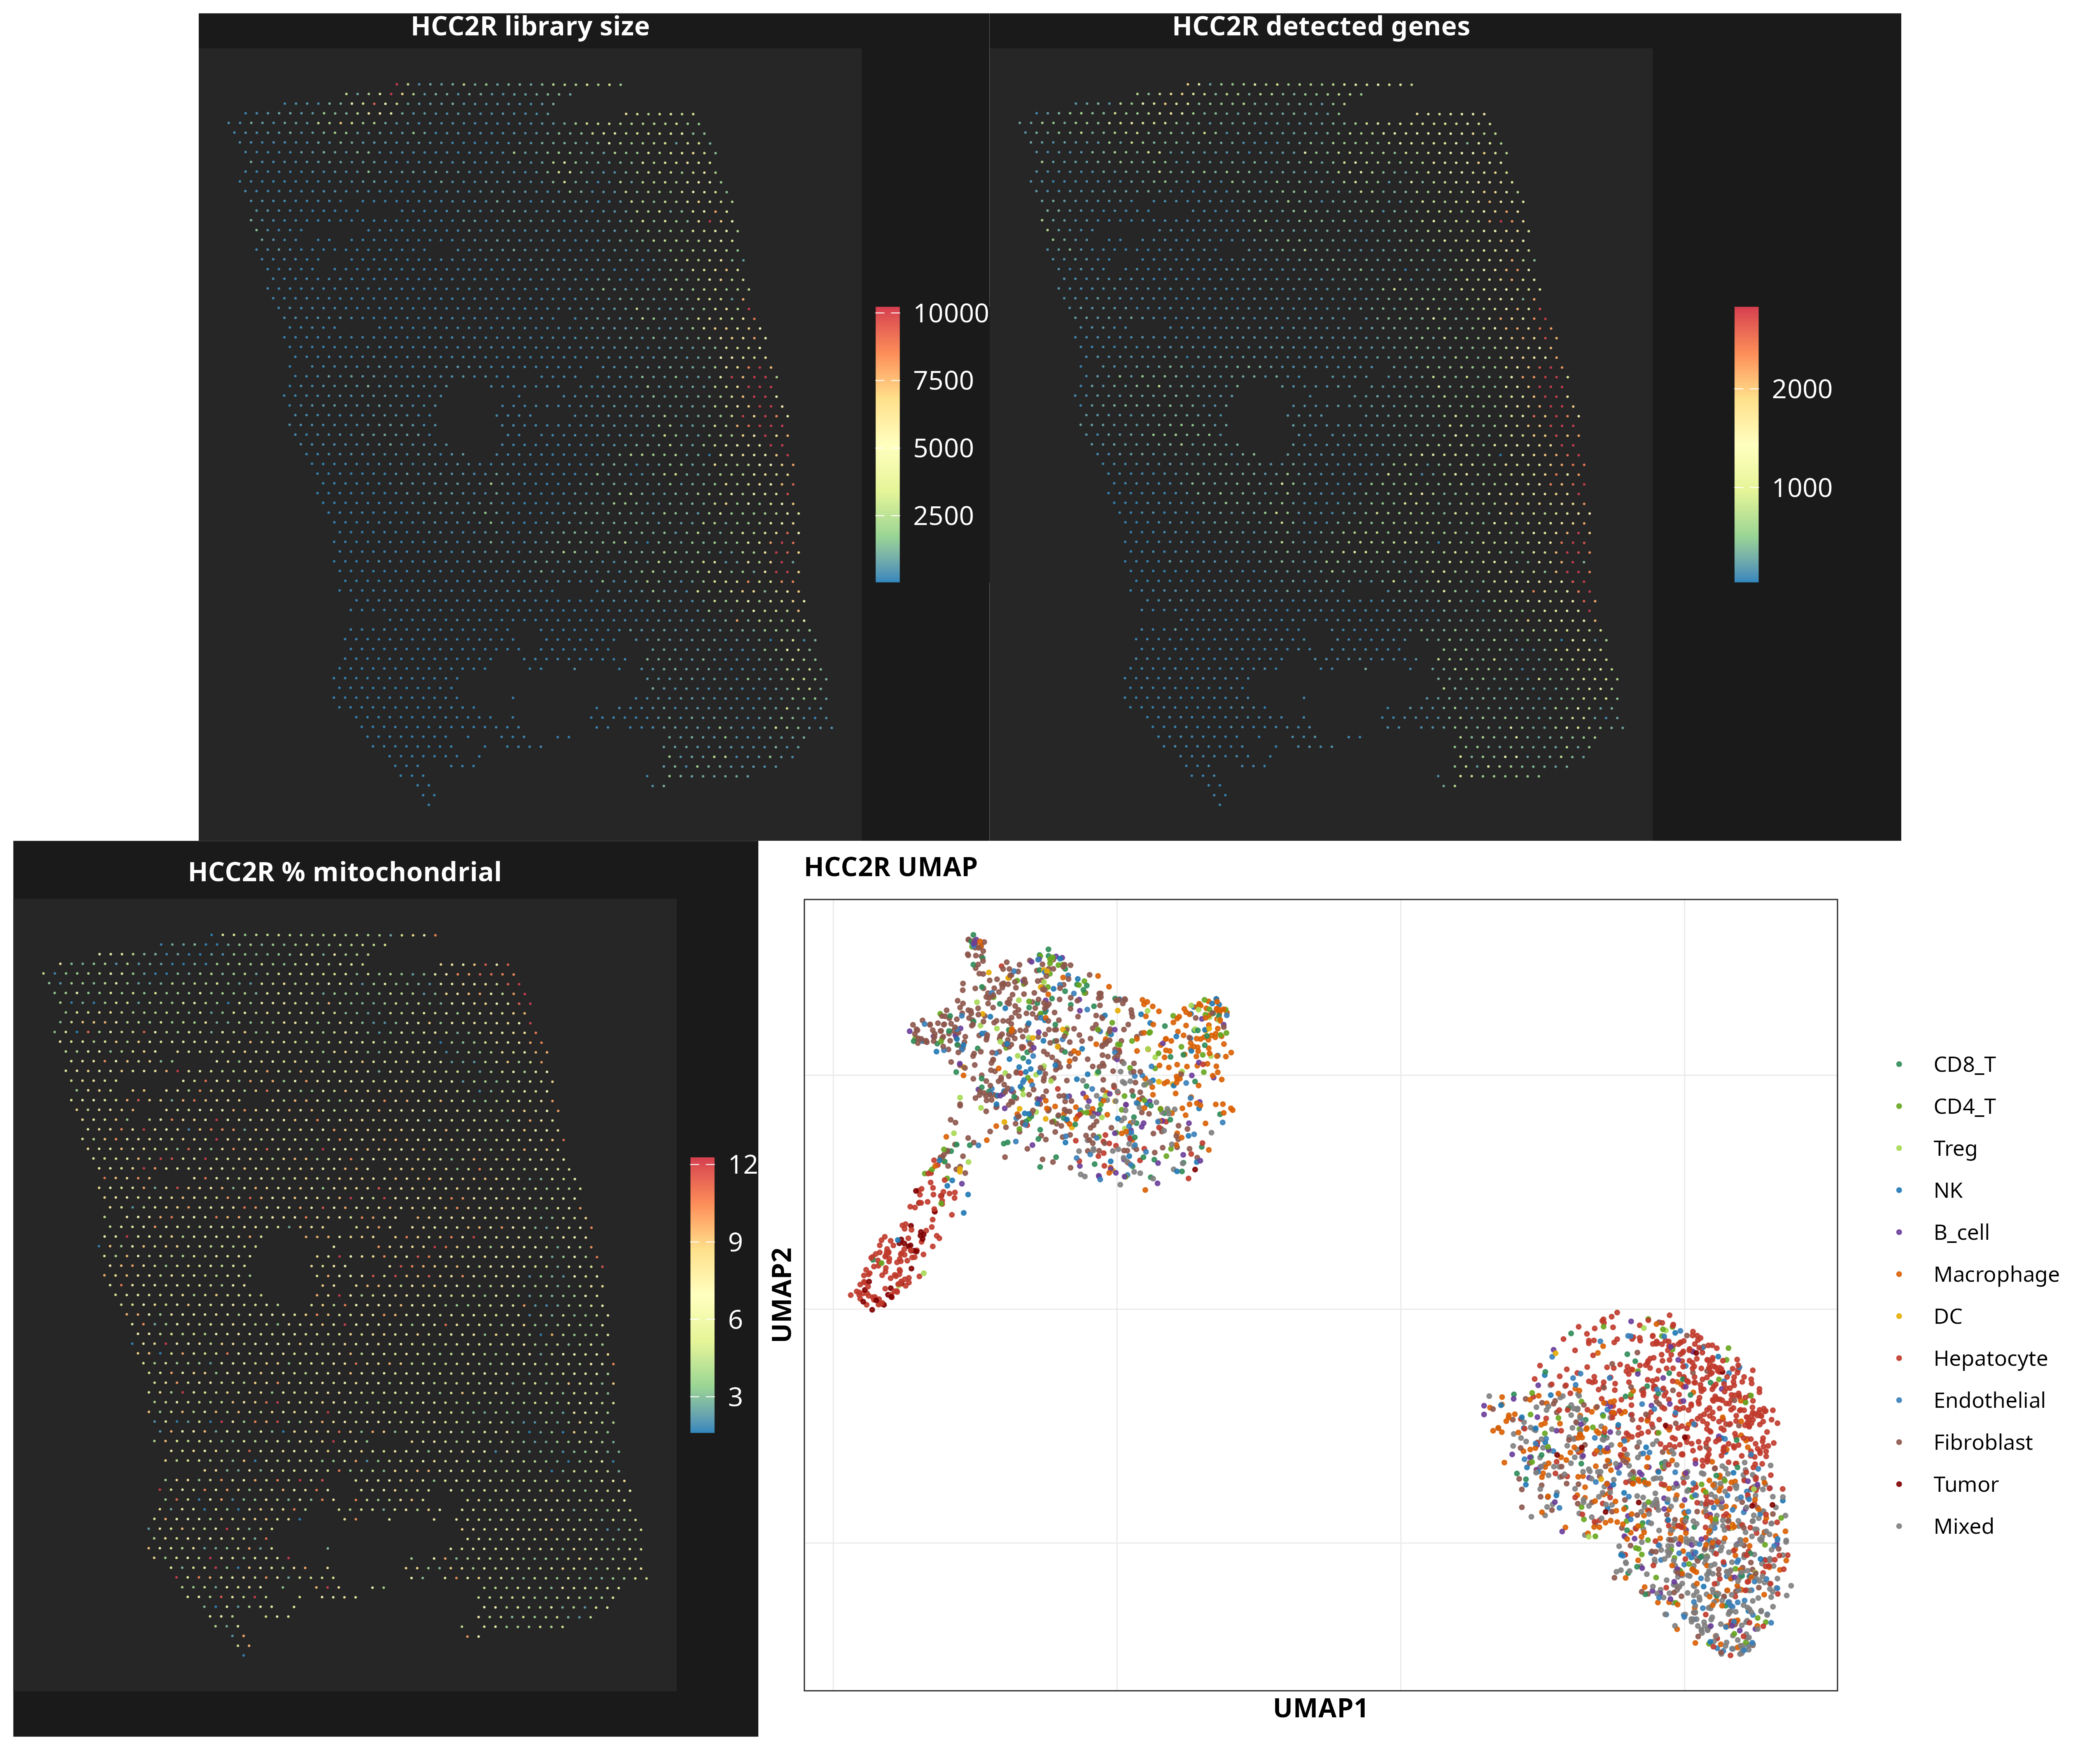 HCC2R library size
10000
7500
5000
2500
HCC2R detected genes
2000
1000
HCC2R % mitochondrial
12
9
6
3
HCC2R UMAP
UMAP2
UMAP1
CD8_T
CD4_T
Treg
NK
B_cell
Macrophage
DC
Hepatocyte
Endothelial
Fibroblast
Tumor
Mixed